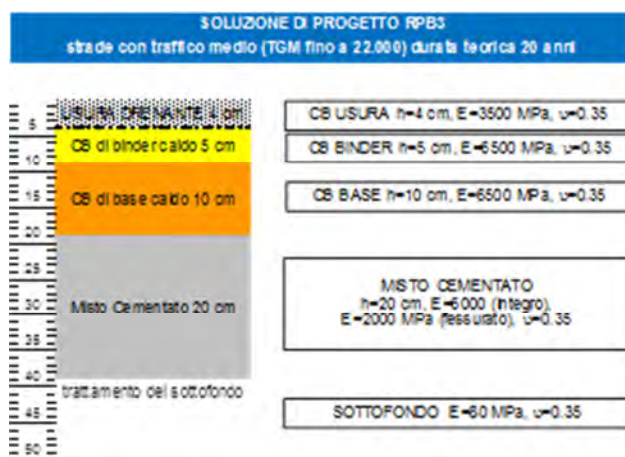 SOLUZIONE DI PROGETTO RPB3
strade con traffico medio (TGM fino a 22.000) durata teorica 20 anni
USURA DRENANTE 4 cm
CB USURA h=4 cm, E=3500 MPa, υ=0.35
5
CB di binder caldo 5 cm
CB BINDER h=5 cm, E=6500 MPa, υ=0.35
10
15
CB di base caldo 10 cm
CB BASE h=10 cm, E=6500 MPa, υ=0.35
20
25
MISTO CEMENTATO
30
Misto Cementato 20 cm
h=20 cm, E=6000 (integro),
E=2000 MPa (fessurato), υ=0.35
35
40
trattamento del sottofondo
45
SOTTOFONDO E=60 MPa, υ=0.35
50